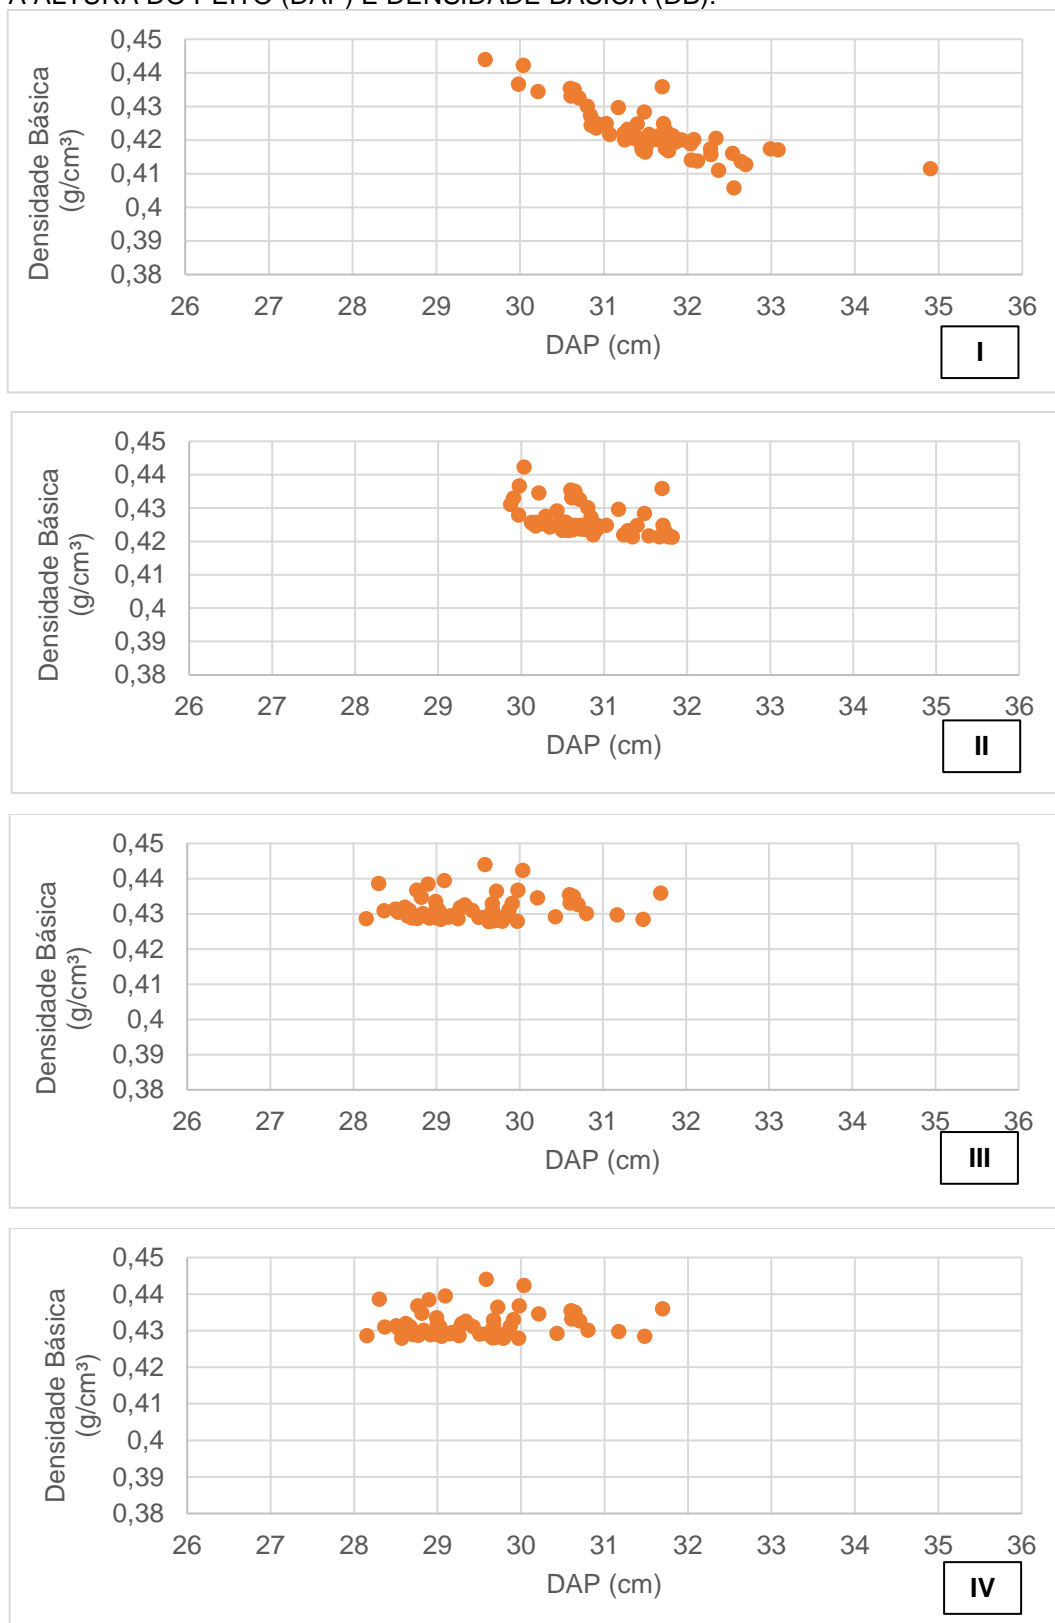 À ALTURA DO PEITO (DAP) E DENSIDADE BÁSICA (DB).
0,45
0,44
0,43
0,42
0,41
0,4
0,39
0,38
Densidade Básica
(g/cm³)
26 27 28 29 30 31 32 33 34 35 36
DAP (cm)
I
0,45
0,44
0,43
0,42
0,41
0,4
0,39
0,38
Densidade Básica
(g/cm³)
26 27 28 29 30 31 32 33 34 35 36
DAP (cm)
II
0,45
0,44
0,43
0,42
0,41
0,4
0,39
0,38
Densidade Básica
(g/cm³)
26 27 28 29 30 31 32 33 34 35 36
DAP (cm)
III
0,45
0,44
0,43
0,42
0,41
0,4
0,39
0,38
Densidade Básica
(g/cm³)
26 27 28 29 30 31 32 33 34 35 36
DAP (cm)
IV